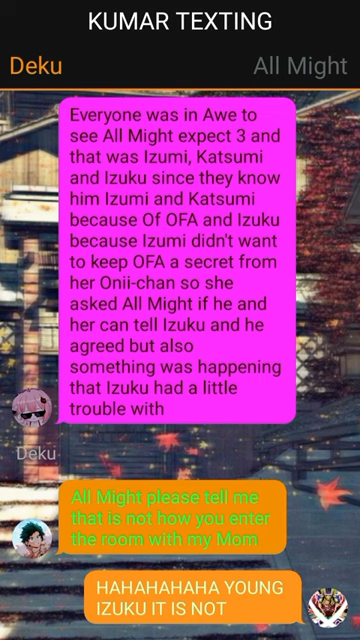 KUMAR TEXTING
Deku
All Might
Everyone was in Awe to
see All Might expect 3 and
that was Izumi, Katsumi
and Izuku since they know
him Izumi and Katsumi
because Of OFA and Izuku
because Izumi didn't want
to keep OFA a secret from
her Onii-chan so she
asked All Might if he and
her can tell Izuku and he
agreed but also
something was happening
that Izuku had a little
trouble with
Deku
All Might please tell me
that is not how you enter
the room with my Mom
HAHAHAHAHA YOUNG
IZUKU IT IS NOT